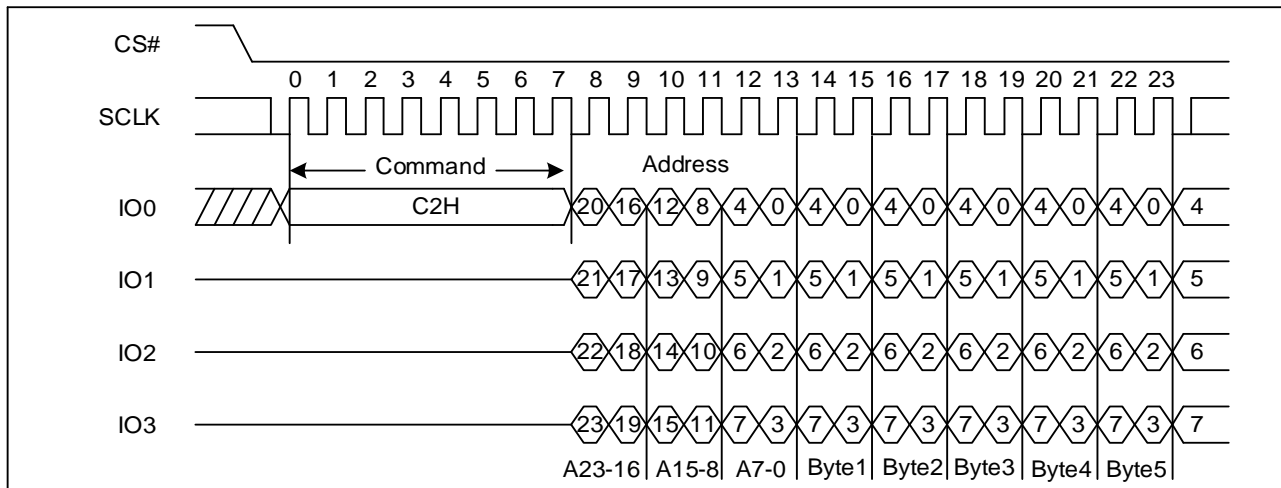 CS#
0 1 2 3 4 5 6 7 8 9 10 11 12 13 14 15 16 17 18 19 20 21 22 23
SCLK
Command Address
IO0 C2H 20 16 12 8 4 0 4 0 4 0 4 0 4 0 4 0 4
IO1 21 17 13 9 5 1 5 1 5 1 5 1 5 1 5 1 5
IO2 22 18 14 10 6 2 6 2 6 2 6 2 6 2 6 2 6
IO3 23 19 15 11 7 3 7 3 7 3 7 3 7 3 7 3 7
A23-16 A15-8 A7-0 Byte1 Byte2 Byte3 Byte4 Byte5